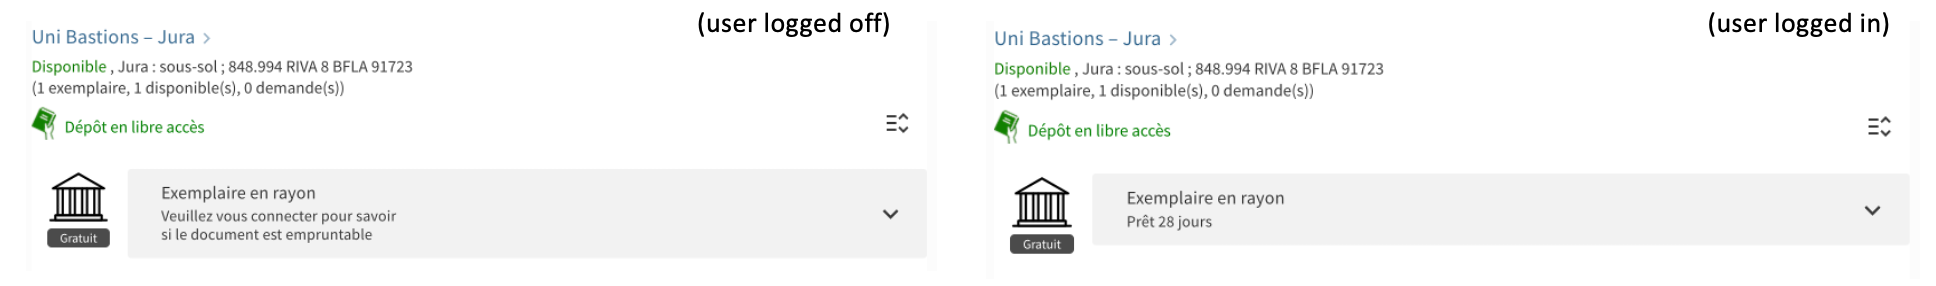 (user logged off)
Uni Bastions – Jura >
Disponible , Jura : sous-sol ; 848.994 RIVA 8 BFLA 91723
(1 exemplaire, 1 disponible(s), 0 demande(s))
Dépôt en libre accès
Exemplaire en rayon
Veuillez vous connecter pour savoir
si le document est empruntable
Gratuit
(user logged in)
Uni Bastions – Jura >
Disponible , Jura : sous-sol ; 848.994 RIVA 8 BFLA 91723
(1 exemplaire, 1 disponible(s), 0 demande(s))
Dépôt en libre accès
Exemplaire en rayon
Prêt 28 jours
Gratuit